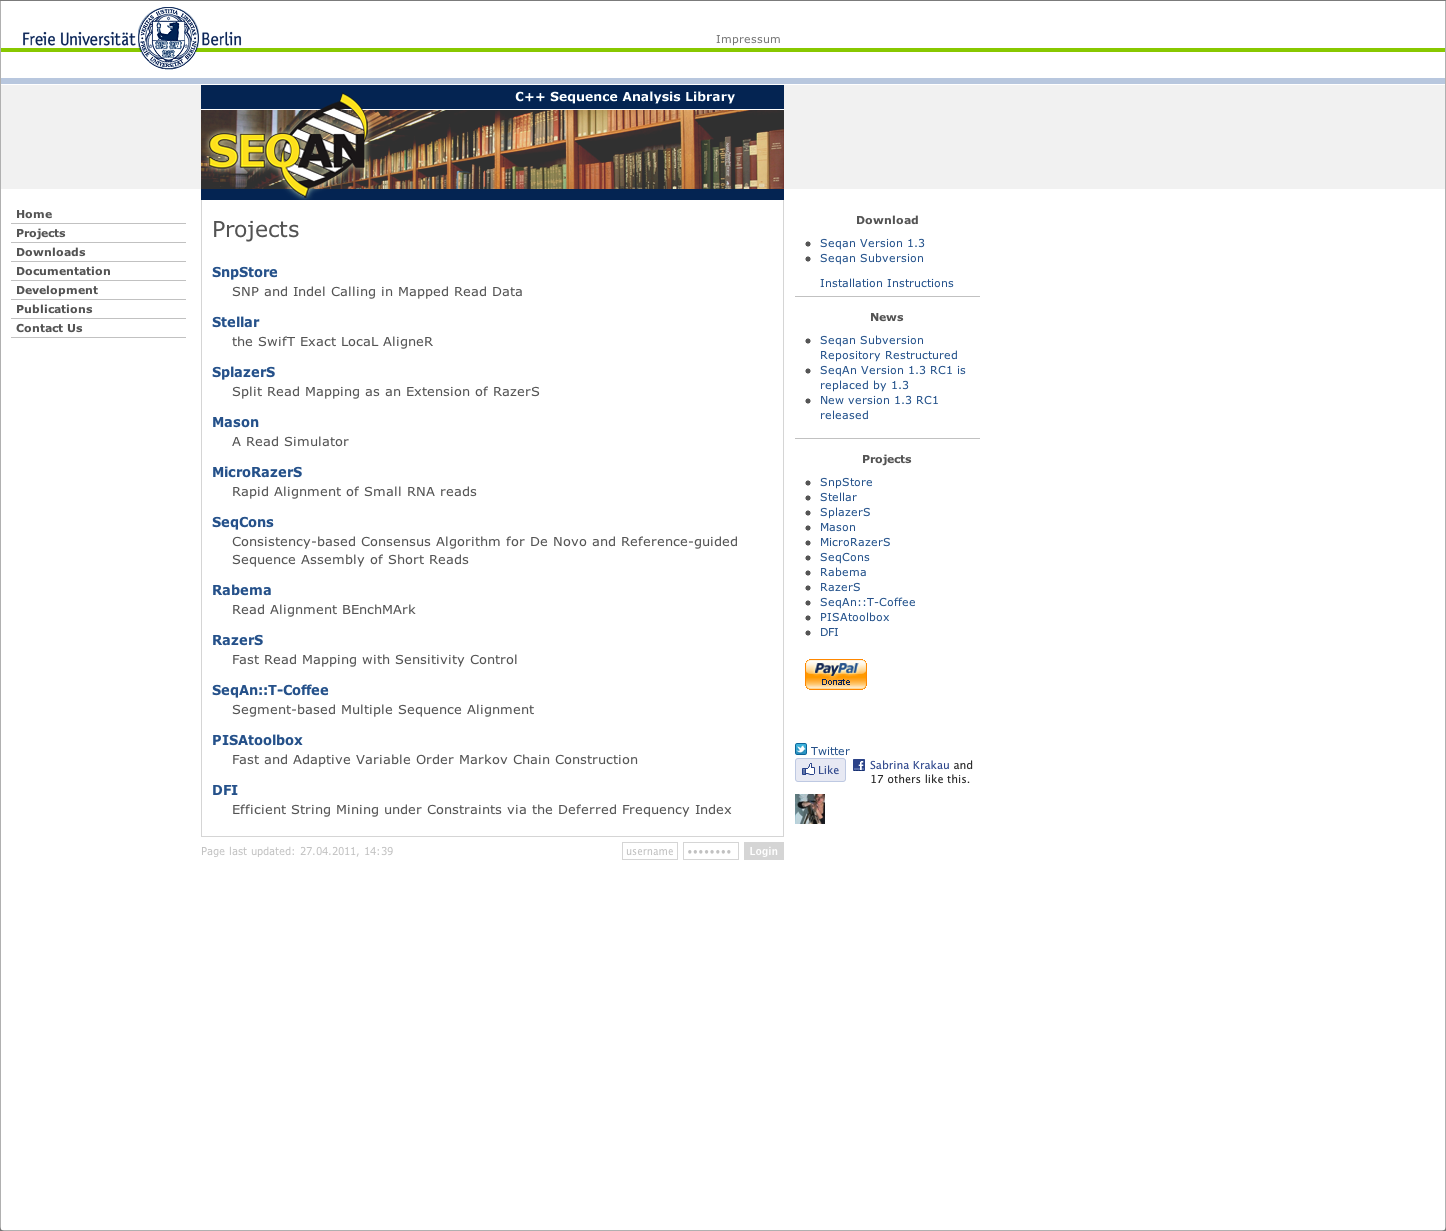 Freie Universität Berlin
Impressum
C++ Sequence Analysis Library
SEQAN
Home
Projects
Downloads
Documentation
Development
Publications
Contact Us
Projects
SnpStore
SNP and Indel Calling in Mapped Read Data
Stellar
the SwifT Exact LocaL AligneR
SplazerS
Split Read Mapping as an Extension of RazerS
Mason
A Read Simulator
MicroRazerS
Rapid Alignment of Small RNA reads
SeqCons
Consistency-based Consensus Algorithm for De Novo and Reference-guided
Sequence Assembly of Short Reads
Rabema
Read Alignment BEnchMArk
RazerS
Fast Read Mapping with Sensitivity Control
SeqAn::T-Coffee
Segment-based Multiple Sequence Alignment
PISAtoolbox
Fast and Adaptive Variable Order Markov Chain Construction
DFI
Efficient String Mining under Constraints via the Deferred Frequency Index
Page last updated: 27.04.2011, 14:39
username
••••••••
Login
Download
Seqan Version 1.3
Seqan Subversion
Installation Instructions
News
Seqan Subversion
Repository Restructured
SeqAn Version 1.3 RC1 is
replaced by 1.3
New version 1.3 RC1
released
Projects
SnpStore
Stellar
SplazerS
Mason
MicroRazerS
SeqCons
Rabema
RazerS
SeqAn::T-Coffee
PISAtoolbox
DFI
PayPal
Donate
Twitter
Like
Sabrina Krakau and
17 others like this.